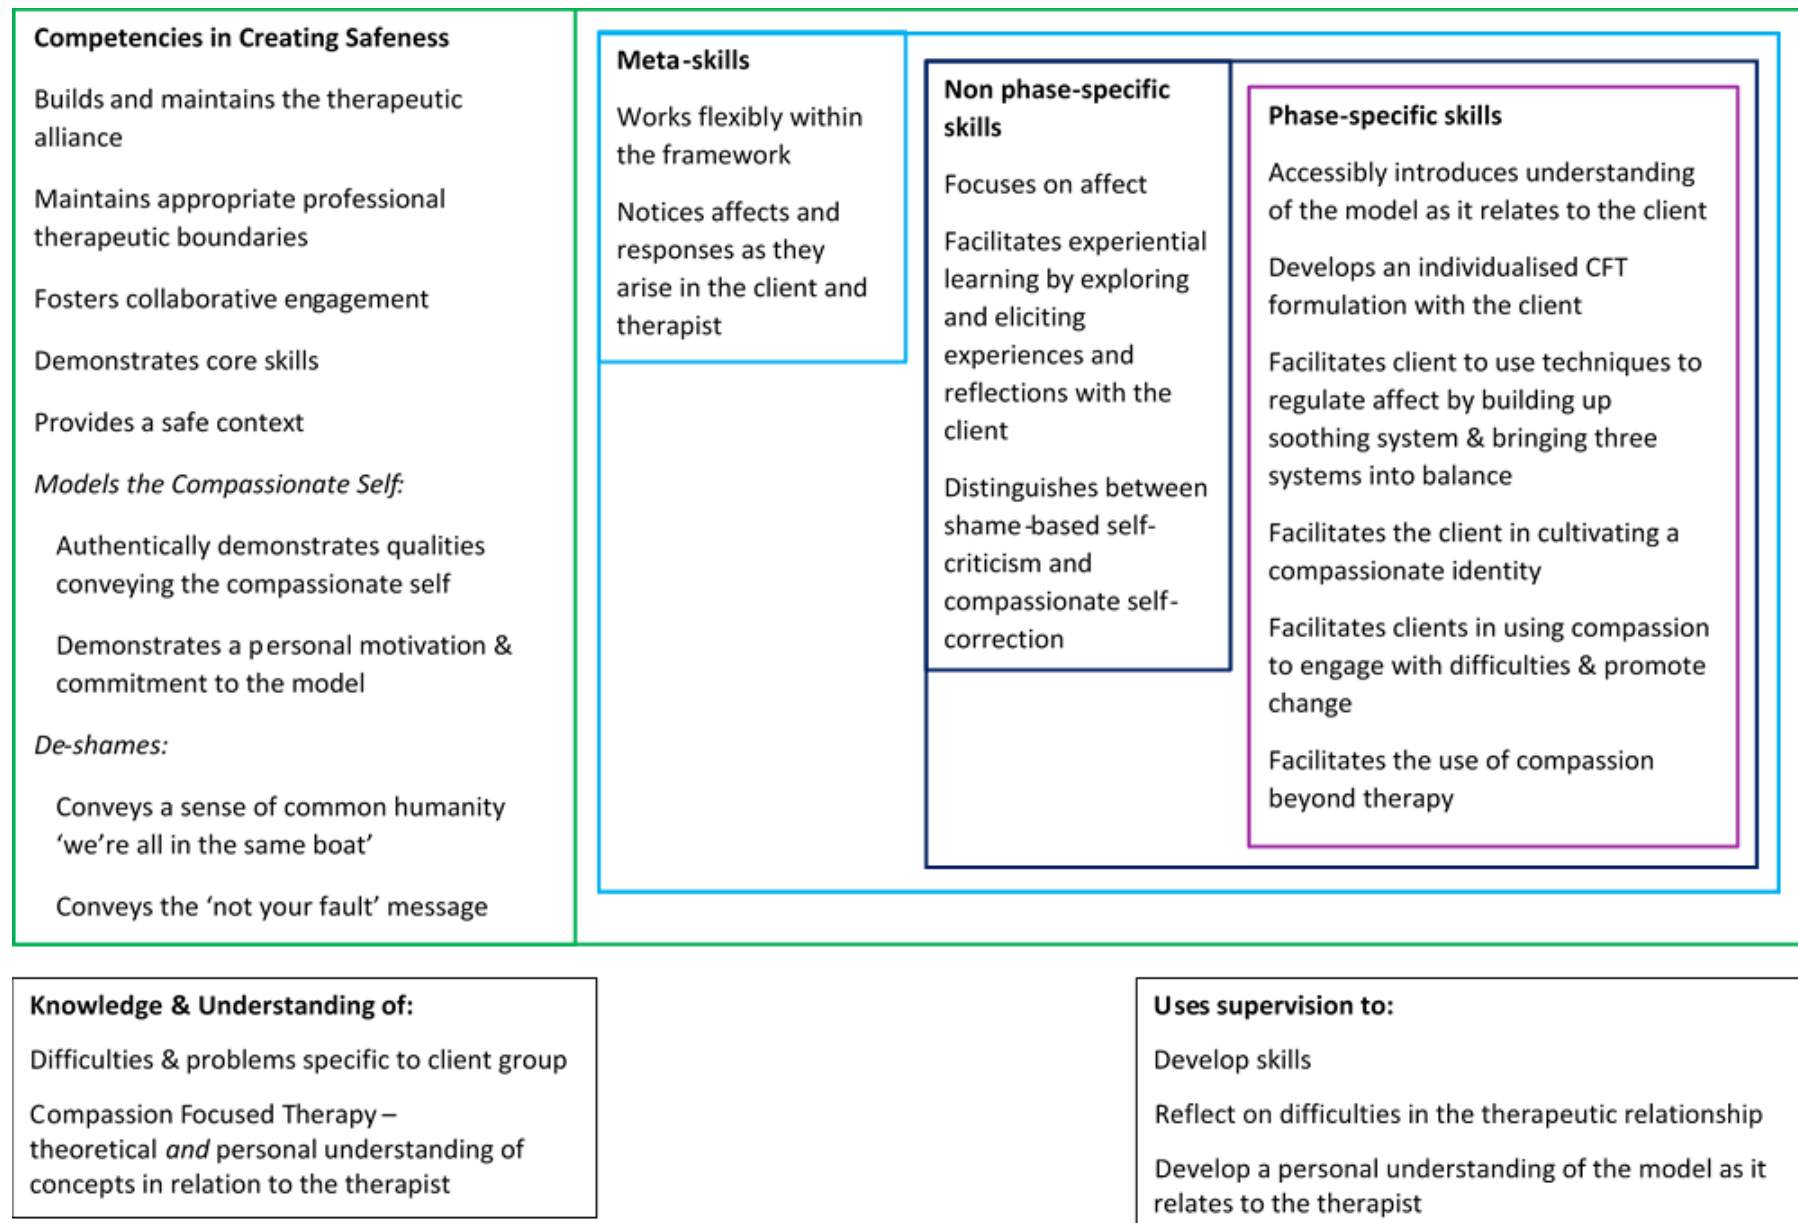 Competencies in Creating Safeness
Builds and maintains the therapeutic
alliance
Maintains appropriate professional
therapeutic boundaries
Fosters collaborative engagement
Demonstrates core skills
Provides a safe context
Models the Compassionate Self:
Authentically demonstrates qualities
conveying the compassionate self
Demonstrates a personal motivation &
commitment to the model
De-shames:
Conveys a sense of common humanity
‘we’re all in the same boat’
Conveys the ‘not your fault’ message
Meta-skills
Works flexibly within
the framework
Notices affects and
responses as they
arise in the client and
therapist
Non phase-specific
skills
Focuses on affect
Facilitates experiential
learning by exploring
and eliciting
experiences and
reflections with the
client
Distinguishes between
shame-based self-
criticism and
compassionate self-
correction
Phase-specific skills
Accessibly introduces understanding
of the model as it relates to the client
Develops an individualised CFT
formulation with the client
Facilitates client to use techniques to
regulate affect by building up
soothing system & bringing three
systems into balance
Facilitates the client in cultivating a
compassionate identity
Facilitates clients in using compassion
to engage with difficulties & promote
change
Facilitates the use of compassion
beyond therapy
Knowledge & Understanding of:
Difficulties & problems specific to client group
Compassion Focused Therapy –
theoretical and personal understanding of
concepts in relation to the therapist
Uses supervision to:
Develop skills
Reflect on difficulties in the therapeutic relationship
Develop a personal understanding of the model as it
relates to the therapist